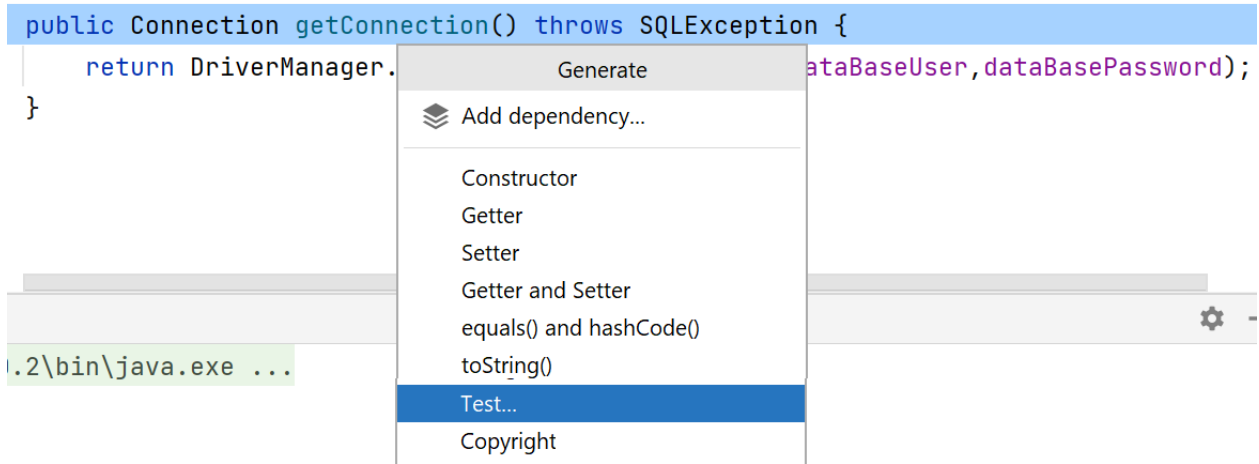 public Connection getConnection() throws SQLException {
return DriverManager.
ataBaseUser,dataBasePassword);
}
Generate
Add dependency...
Constructor
Getter
Setter
Getter and Setter
equals() and hashCode()
toString()
Test...
Copyright
.2\bin\java.exe ...